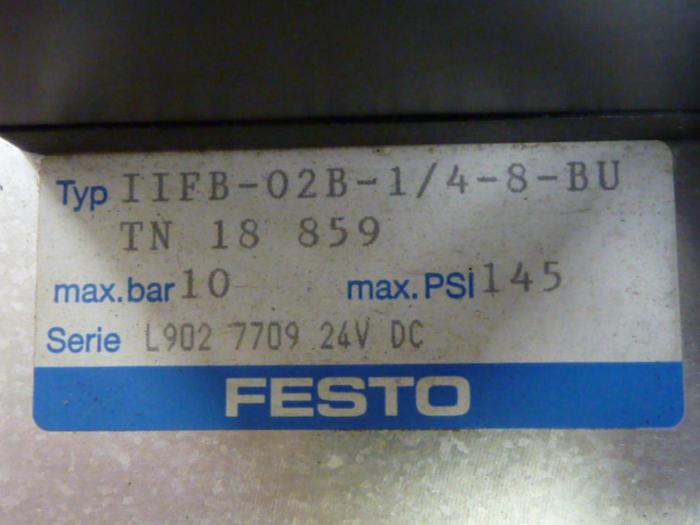 Typ IIFB-02B-1/4-8-BU
TN 18 859
max.bar 10 max.PSI 145
Serie L902 7709 24V DC
FESTO